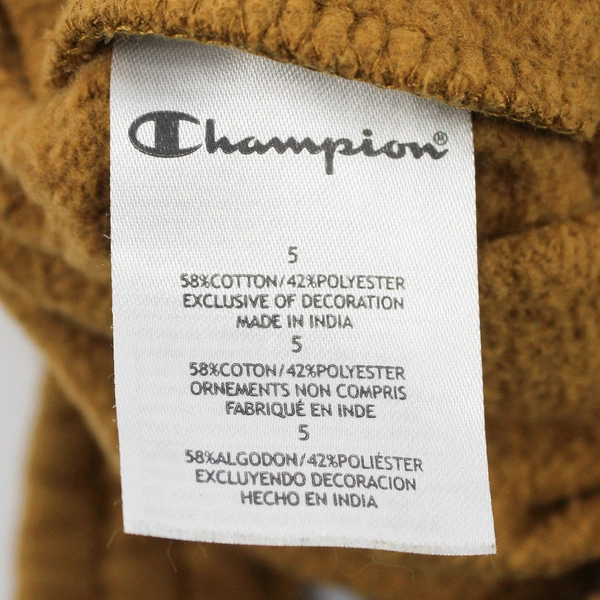 Champion®
5
58%COTTON/42%POLYESTER
EXCLUSIVE OF DECORATION
MADE IN INDIA
5
58%COTON/42%POLYESTER
ORNEMENTS NON COMPRIS
FABRIQUÉ EN INDE
5
58%ALGODON/42%POLIÉSTER
EXCLUYENDO DECORACION
HECHO EN INDIA